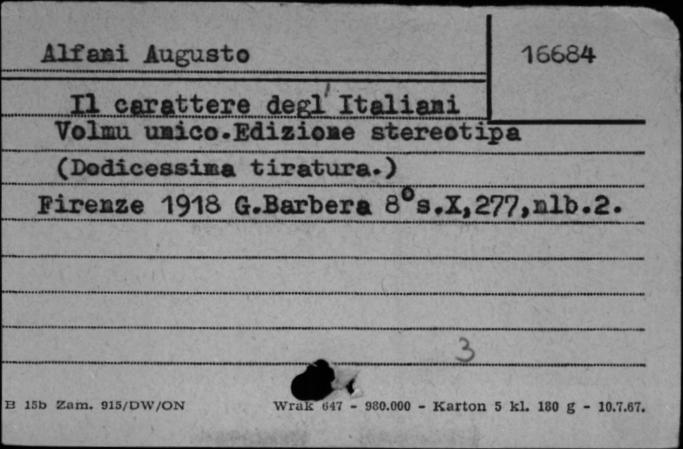 Alfani Augusto
16684
Il carattere degl'Italiani
Volmu unico.Edizione stereotipa
(Dodicessima tiratura.)
Firenze 1918 G.Barbera 8°s.X,277,nlb.2.
3
B 15b Zam. 915/DW/ON
Wrak 647 - 980.000 - Karton 5 kl. 180 g - 10.7.67.